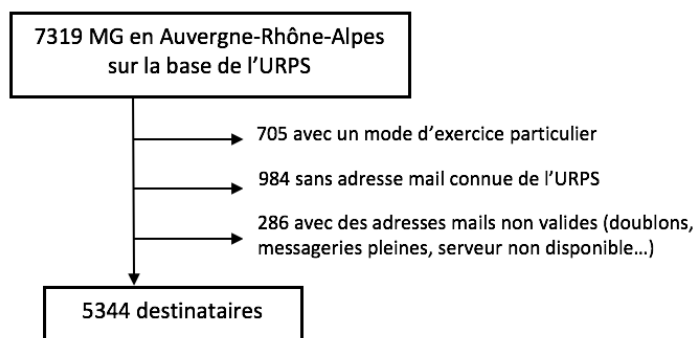 7319 MG en Auvergne-Rhône-Alpes
sur la base de l’URPS
705 avec un mode d’exercice particulier
984 sans adresse mail connue de l’URPS
286 avec des adresses mails non valides (doublons,
messageries pleines, serveur non disponible…)
5344 destinataires